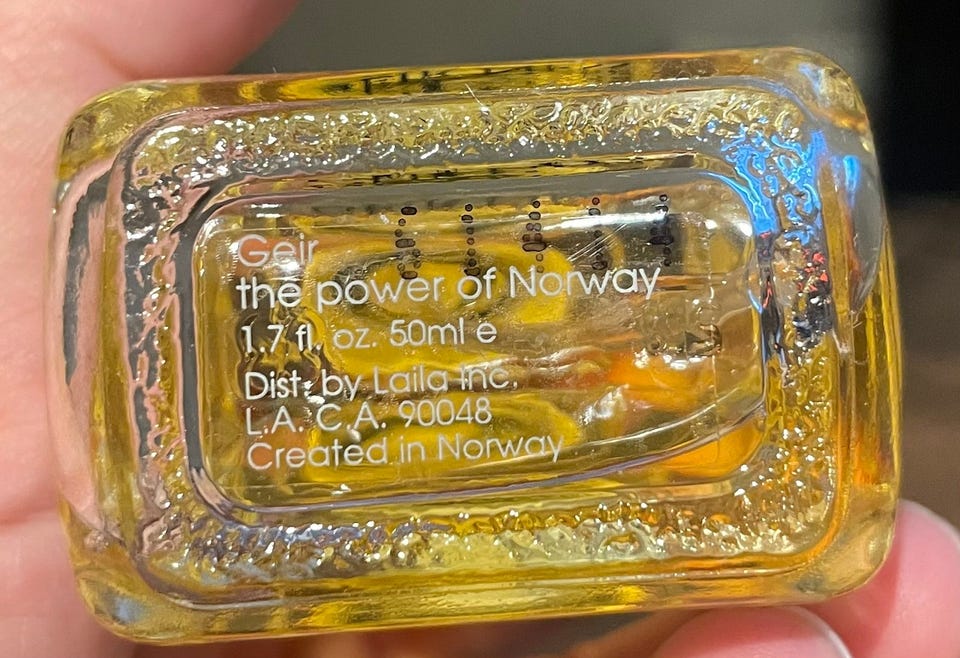 Geir
the power of Norway
1.7 fl. oz. 50ml e
Dist. by Laila Inc.
L.A. C.A. 90048
Created in Norway